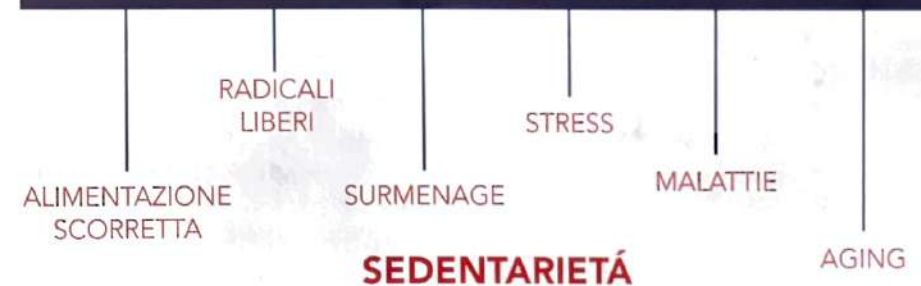 RADICALI
LIBERI
STRESS
ALIMENTAZIONE
SCORRETTA
SURMENAGE
MALATTIE
AGING
SEDENTARIETÁ